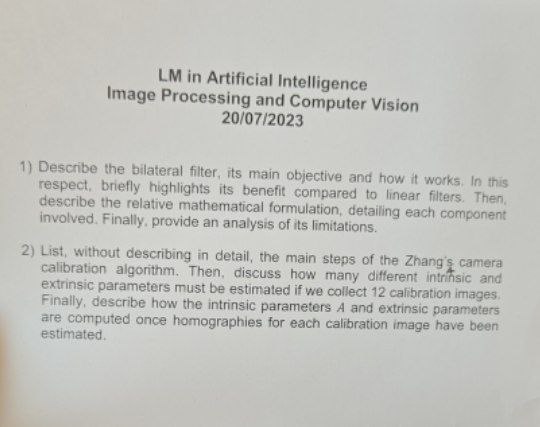 LM in Artificial Intelligence
Image Processing and Computer Vision
20/07/2023
1) Describe the bilateral filter, its main objective and how it works. In this
respect, briefly highlights its benefit compared to linear filters. Then,
describe the relative mathematical formulation, detailing each component
involved. Finally, provide an analysis of its limitations.
2) List, without describing in detail, the main steps of the Zhang's camera
calibration algorithm. Then, discuss how many different intrinsic and
extrinsic parameters must be estimated if we collect 12 calibration images.
Finally, describe how the intrinsic parameters A and extrinsic parameters
are computed once homographies for each calibration image have been
estimated.